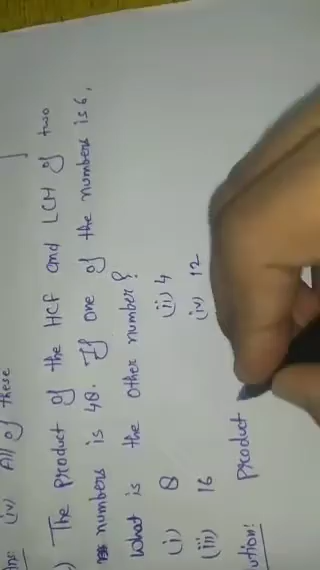 (iv) All of these
The product of the HCF and LCM of two
numbers is 48. If one of the numbers is 6,
What is the other number?
(i) 8 (ii) 4
(iii) 16 (iv) 12
ution: Product